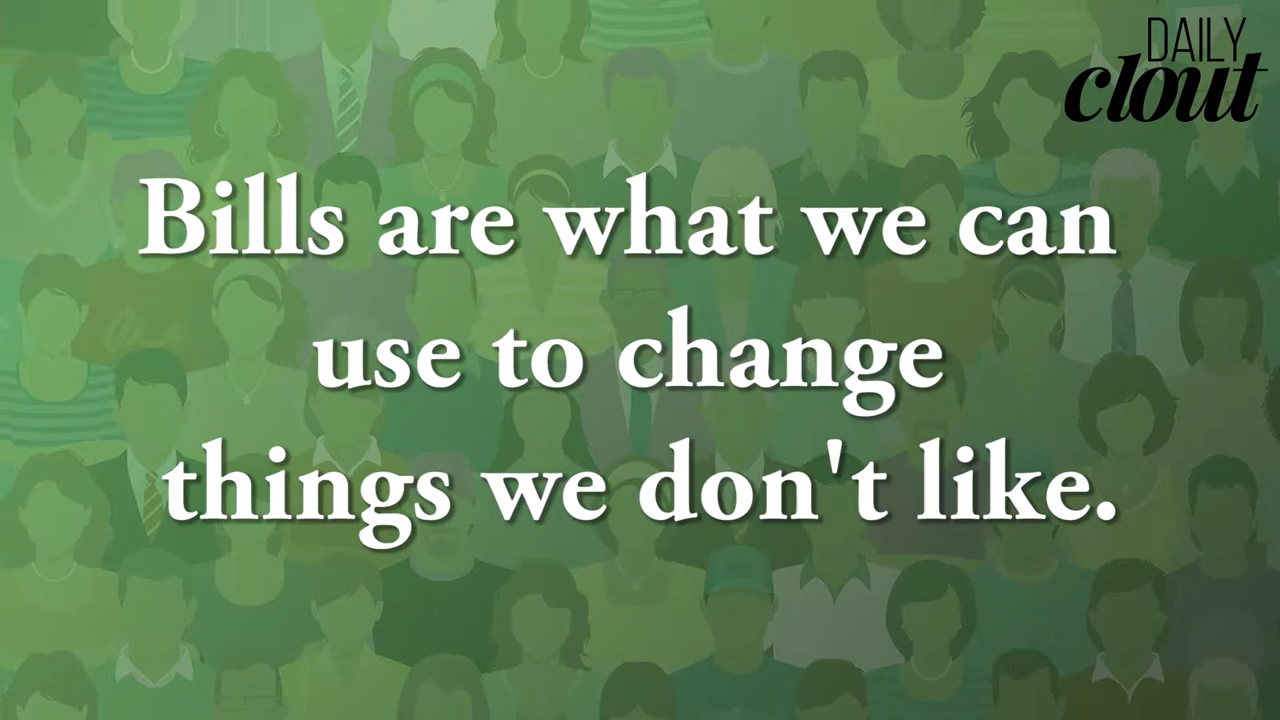 DAILY
clout
Bills are what we can
use to change
things we don't like.